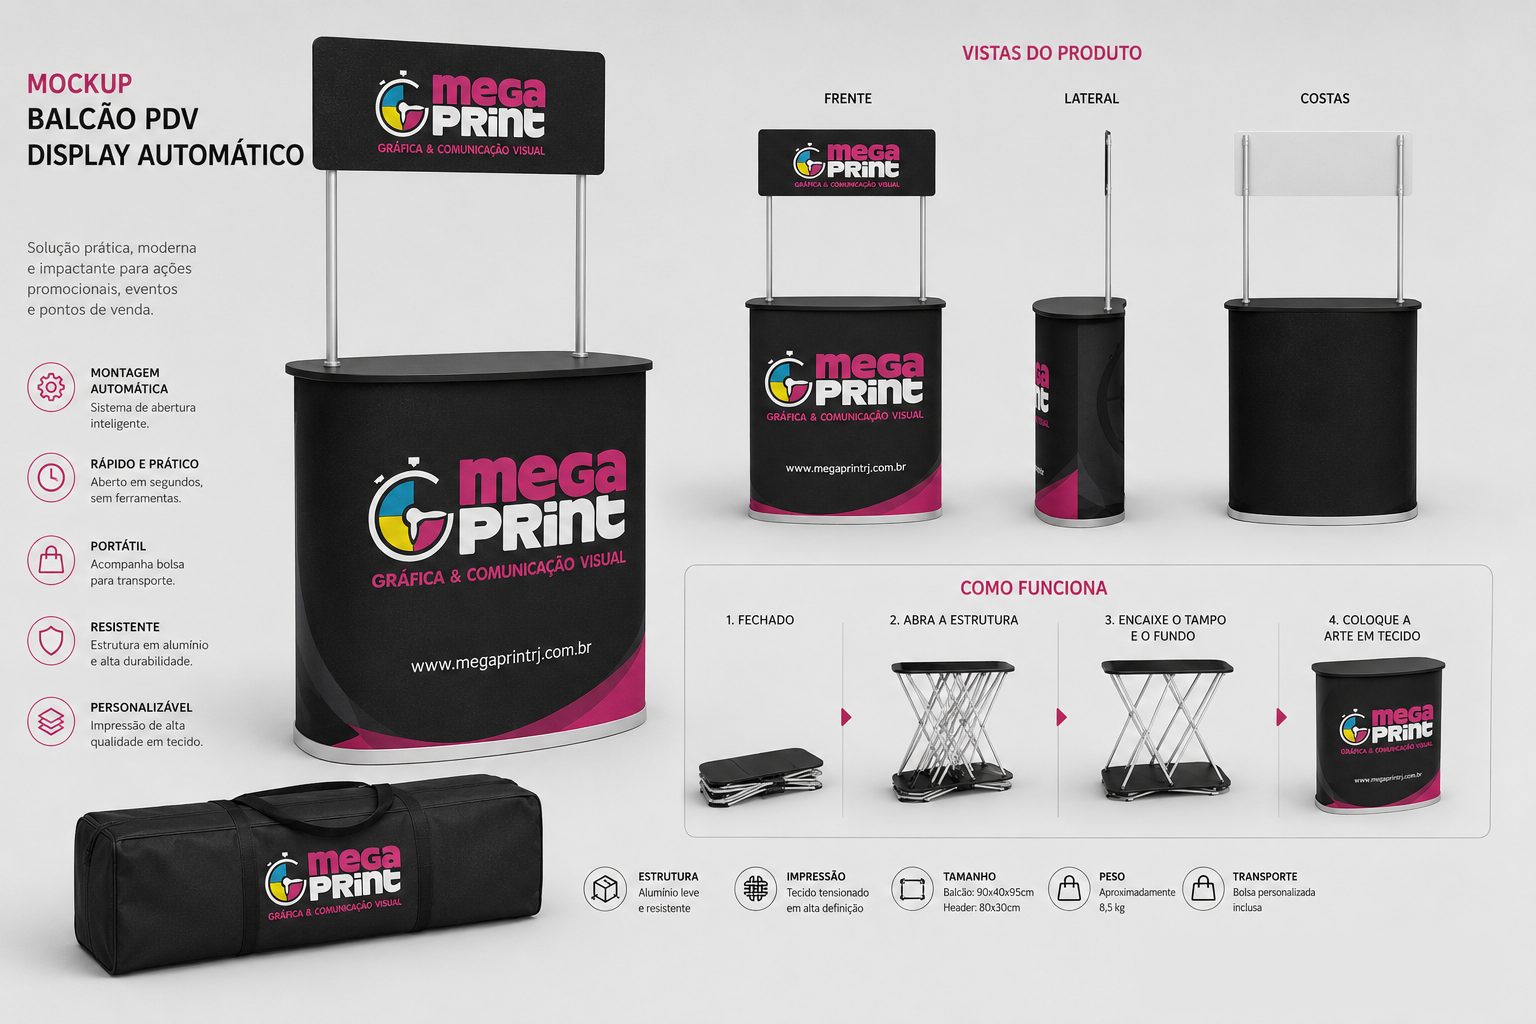 MOCKUP
BALCÃO PDV
DISPLAY AUTOMÁTICO
Solução prática, moderna
e impactante para ações
promocionais, eventos
e pontos de venda.
MONTAGEM
AUTOMÁTICA
Sistema de abertura
inteligente.
RÁPIDO E PRÁTICO
Aberto em segundos,
sem ferramentas.
PORTÁTIL
Acompanha bolsa
para transporte.
RESISTENTE
Estrutura em alumínio
e alta durabilidade.
PERSONALIZÁVEL
Impressão de alta
qualidade em tecido.
mega
PRint
GRÁFICA & COMUNICAÇÃO VISUAL
mega
PRint
GRÁFICA & COMUNICAÇÃO VISUAL
www.megaprintrj.com.br
mega
PRint
GRÁFICA & COMUNICAÇÃO VISUAL
VISTAS DO PRODUTO
FRENTE
LATERAL
COSTAS
mega
PRint
GRÁFICA & COMUNICAÇÃO VISUAL
mega
PRint
GRÁFICA & COMUNICAÇÃO VISUAL
www.megaprintrj.com.br
COMO FUNCIONA
1. FECHADO
2. ABRA A ESTRUTURA
3. ENCAIXE O TAMPO
E O FUNDO
4. COLOQUE A
ARTE EM TECIDO
mega
PRint
GRÁFICA & COMUNICAÇÃO VISUAL
www.megaprintrj.com.br
ESTRUTURA
Alumínio leve
e resistente
IMPRESSÃO
Tecido tensionado
em alta definição
TAMANHO
Balcão: 90x40x95cm
Header: 80x30cm
PESO
Aproximadamente
8,5 kg
TRANSPORTE
Bolsa personalizada
inclusa